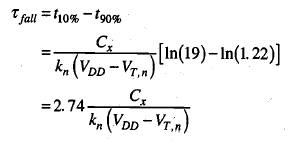 τ_fall = t_10% − t_90%
= C_x / (k_n (V_DD − V_T,n)) [ln(19) − ln(1.22)]
= 2.74 C_x / (k_n (V_DD − V_T,n))